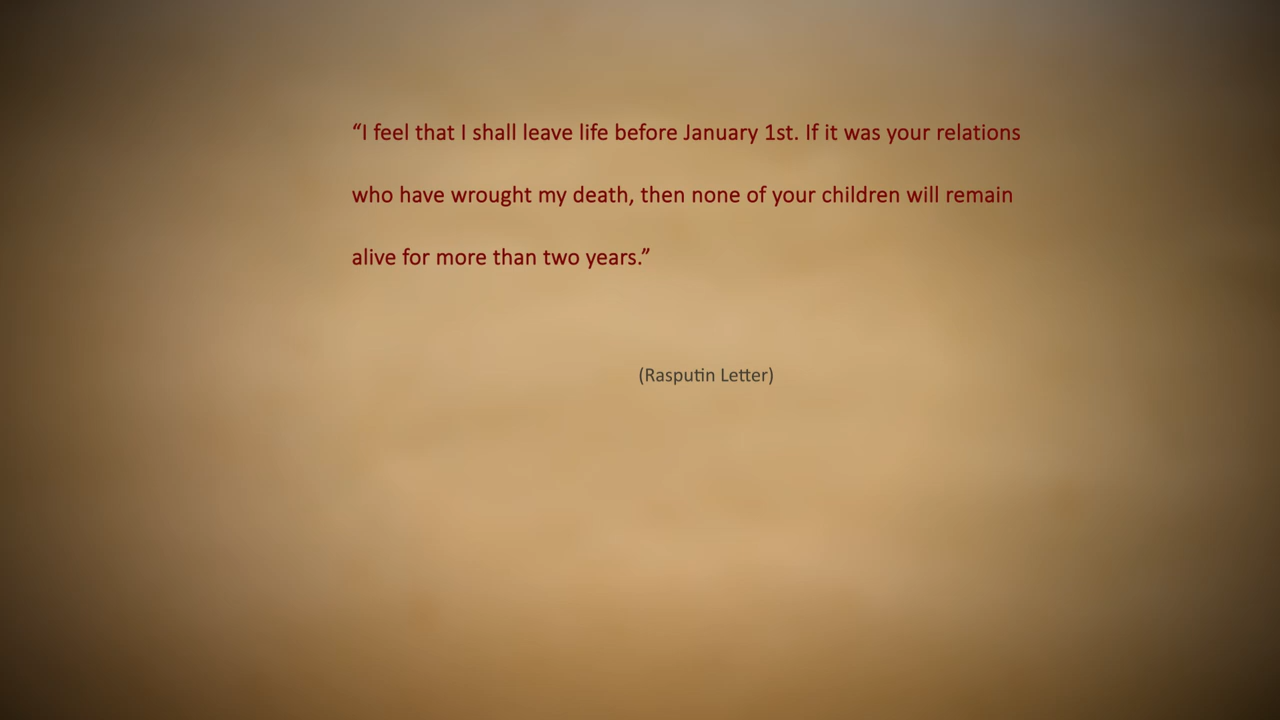 “I feel that I shall leave life before January 1st. If it was your relations
who have wrought my death, then none of your children will remain
alive for more than two years.”
(Rasputin Letter)